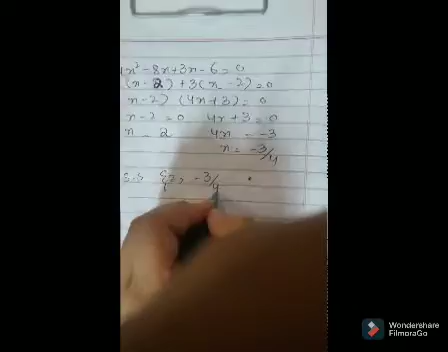 4x² - 8x + 3x - 6 = 0
(x - 2) + 3(x - 2) = 0
x - 2) (4x + 3) = 0
x - 2 = 0 4x + 3 = 0
x = 2 4x = -3
x = -3/4
S.S {2, -3/4
Wondershare
FilmoraGo